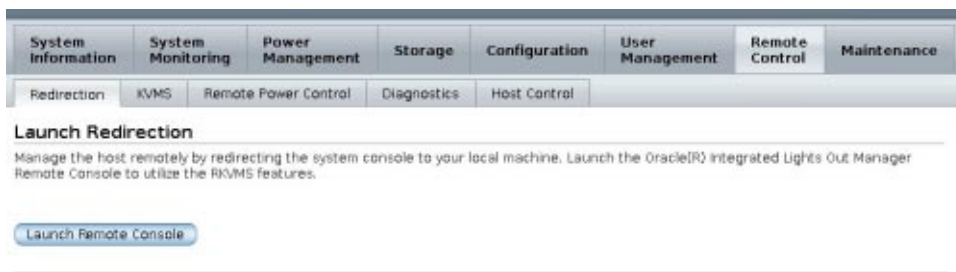 System Information
System Monitoring
Power Management
Storage
Configuration
User Management
Remote Control
Maintenance
Redirection
KVMS
Remote Power Control
Diagnostics
Host Control
Launch Redirection
Manage the host remotely by redirecting the system console to your local machine. Launch the Oracle(R) Integrated Lights Out Manager
Remote Console to utilize the RKVMS features.
Launch Remote Console